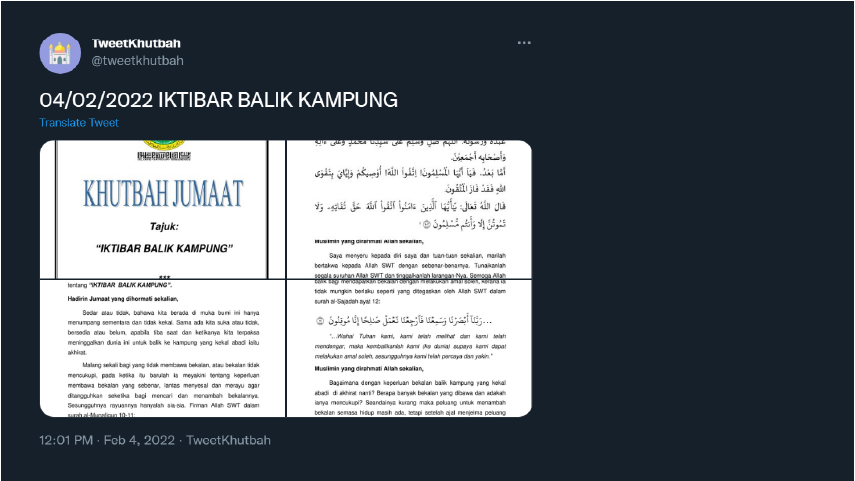 TweetKhutbah
@tweetkhutbah
04/02/2022 IKTIBAR BALIK KAMPUNG
Translate Tweet
KHUTBAH JUMAAT
Tajuk:
“IKTIBAR BALIK KAMPUNG”
***
عَبْدُهُ وَرَسُولُهُ. اَللّٰهُمَّ صَلِّ وَسَلِّمْ عَلَى سَيِّدِنَا مُحَمَّدٍ وَعَلَى ءَالِهِ
وَأَصْحَابِهِ أَجْمَعِيْنَ.
أَمَّا بَعْدُ، فَيَا أَيُّهَا الْمُسْلِمُونَ! اِتَّقُواْ اللَّهَ! أُوصِيكُمْ وَإِيَّايَ بِتَقْوَى
اللهِ فَقَدْ فَازَ الْمُتَّقُونَ.
قَالَ اللهُ تَعَالَى: يَٰٓأَيُّهَا ٱلَّذِينَ ءَامَنُواْ ٱتَّقُواْ ٱللَّهَ حَقَّ تُقَاتِهِۦ وَلَا
تَمُوتُنَّ إِلَّا وَأَنتُم مُّسْلِمُونَ
Muslimin yang dirahmati Allah sekalian,
Saya menyeru kepada diri saya dan tuan-tuan sekalian, marilah
bertakwa kepada Allah SWT dengan sebenar-benarnya. Tunaikanlah
segala suruhan Allah SWT dan tinggalkanlah larangan-Nya. Semoga Allah
tentang “IKTIBAR BALIK KAMPUNG”.
Hadirin Jumaat yang dihormati sekalian,
Sedar atau tidak, bahawa kita berada di muka bumi ini hanya
menumpang sementara dan tidak kekal. Sama ada kita suka atau tidak,
bersedia atau belum, apabila tiba saat dan ketikanya kita terpaksa
meninggalkan dunia ini untuk balik ke kampung yang kekal abadi iaitu
akhirat.
Malang sekali bagi yang tidak membawa bekalan, atau bekalan tidak
mencukupi, pada ketika itu barulah ia meyakini tentang keperluan
membawa bekalan yang sebenar, lantas menyesal dan merayu agar
ditangguhkan seketika bagi mencari dan menambah bekalannya.
Sesungguhnya rayuannya hanyalah sia-sia. Firman Allah SWT dalam
surah al-Munafiqun 10-11:
balik bagi mendapatkan bekalan dengan melakukan amal soleh, kerana ia
tidak mungkin berlaku seperti yang ditegaskan oleh Allah SWT dalam
surah al-Sajadah ayat 12:
...رَبَّنَآ أَبْصَرْنَا وَسَمِعْنَا فَٱرْجِعْنَا نَعْمَلْ صَٰلِحًا إِنَّا مُوقِنُونَ
“...Wahai Tuhan kami, kami telah melihat dan kami telah
mendengar, maka kembalikanlah kami (ke dunia) supaya kami dapat
melakukan amal soleh, sesungguhnya kami telah percaya dan yakin.”
Muslimin yang dirahmati Allah sekalian,
Bagaimana dengan keperluan bekalan balik kampung yang kekal
abadi di akhirat nanti? Berapa banyak bekalan yang dibawa dan adakah
ianya mencukupi? Seandainya kurang maka peluang untuk menambah
bekalan semasa hidup masih ada, tetapi setelah ajal menjelma peluang
12:01 PM · Feb 4, 2022 · TweetKhutbah